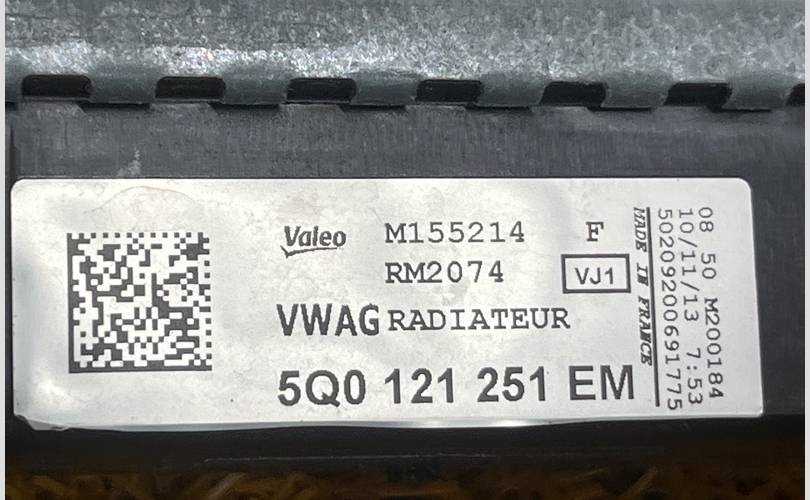 Valeo M155214 F
RM2074 VJ1
VWAG RADIATEUR
5Q0 121 251 EM
MADE IN FRANCE
08 50 M200184
10/11/13 7:53
50209200691775